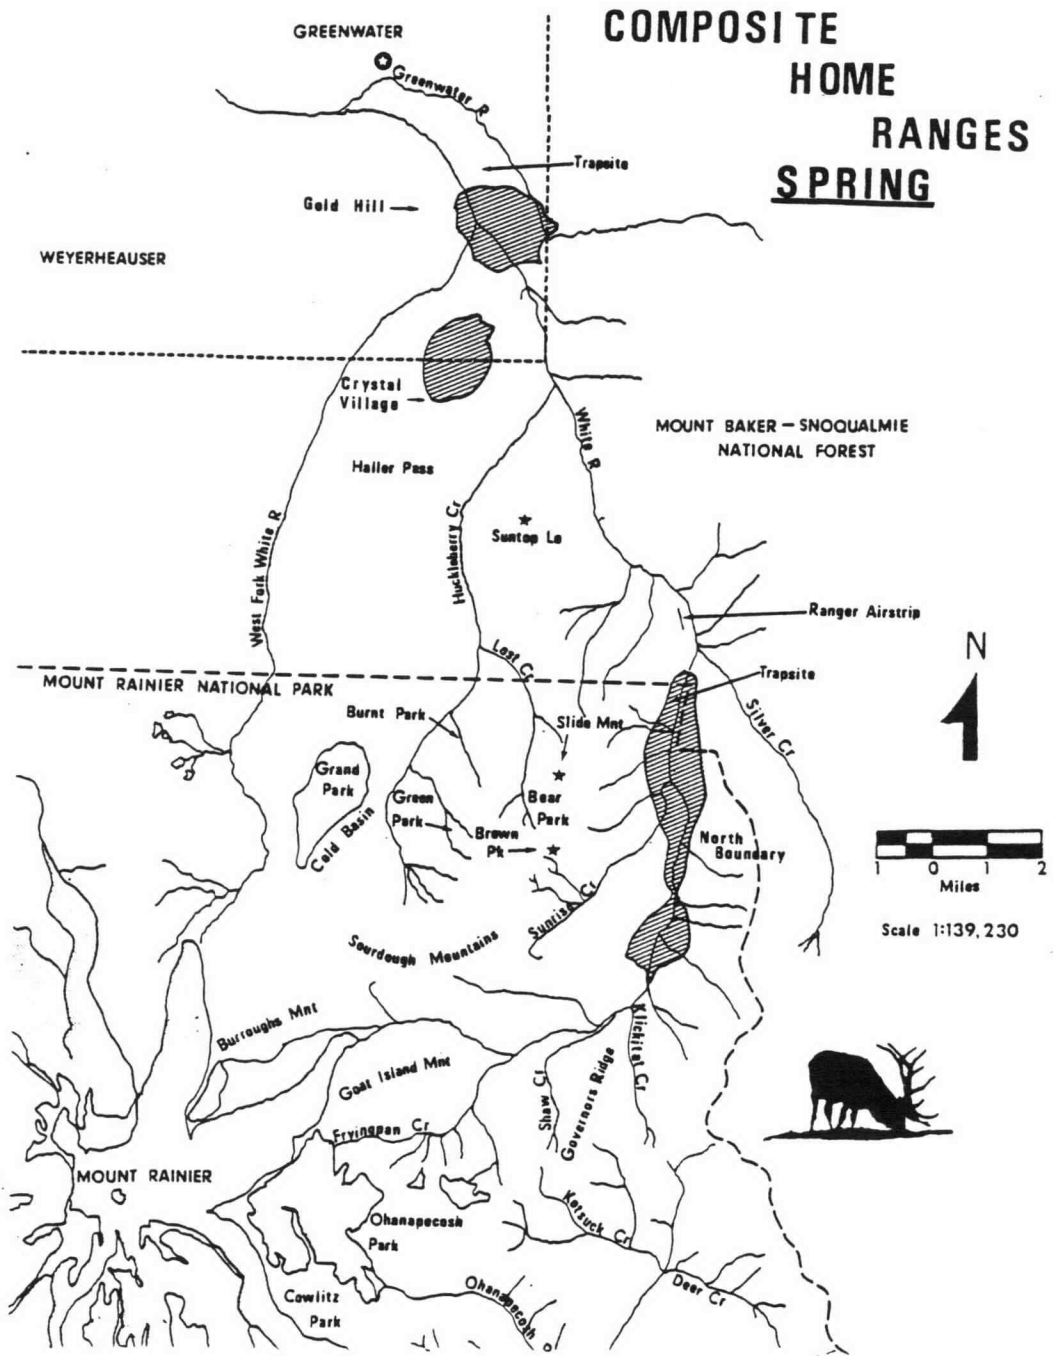 COMPOSITE
HOME
RANGES
SPRING
GREENWATER
Greenwater R
Trapsite
Gold Hill
WEYERHEAUSER
Crystal
Village
White R
MOUNT BAKER – SNOQUALMIE
NATIONAL FOREST
Haller Pass
Suntop Lo
West Fork White R
Huckleberry Cr
Ranger Airstrip
N
Lost Cr
Trapsite
MOUNT RAINIER NATIONAL PARK
Burnt Park
Slide Mnt
Silver Cr
Grand
Park
Cold Basin
Green
Park
Bear
Park
Brown
Pk
North
Boundary
1 0 1 2
Miles
Scale 1:139,230
Sunrise Cr
Sourdough Mountains
Burroughs Mnt
Goat Island Mnt
Klickitat Cr
Shaw Cr
Governors Ridge
Fryingpan Cr
MOUNT RAINIER
Ohanapecosh
Park
Kotsuck Cr
Cowlitz
Park
Ohanapecosh
Deer Cr